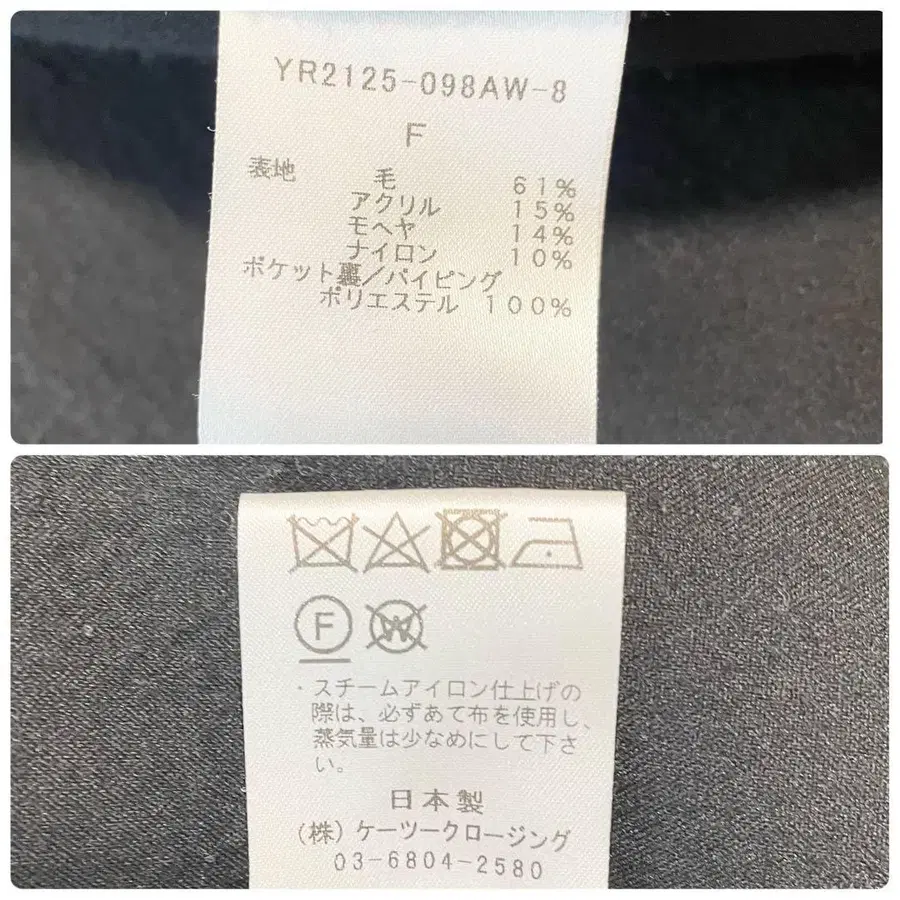 YR2125-098AW-8
F
表地 毛 61%
アクリル 15%
モヘヤ 14%
ナイロン 10%
ポケット裏/パイピング
ポリエステル 100%
F W
・スチームアイロン仕上げの
際は、必ずあて布を使用し、
蒸気量は少なめにして下さ
い。
日本製
(株)ケーツークロージング
03-6804-2580